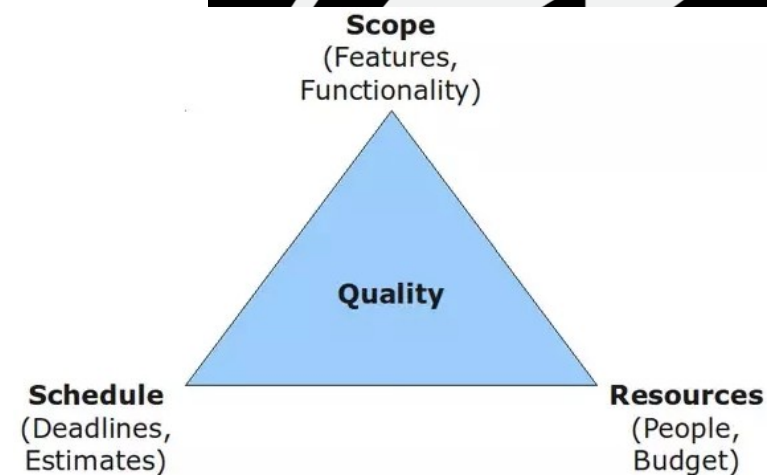 Scope
(Features,
Functionality)
Quality
Schedule
(Deadlines,
Estimates)
Resources
(People,
Budget)